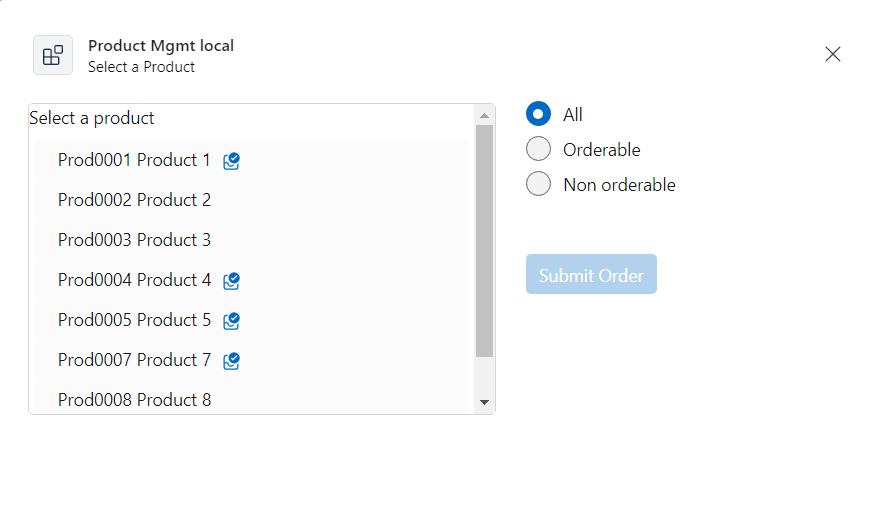 Product Mgmt local
Select a Product
Select a product
Prod0001 Product 1
Prod0002 Product 2
Prod0003 Product 3
Prod0004 Product 4
Prod0005 Product 5
Prod0007 Product 7
Prod0008 Product 8
All
Orderable
Non orderable
Submit Order